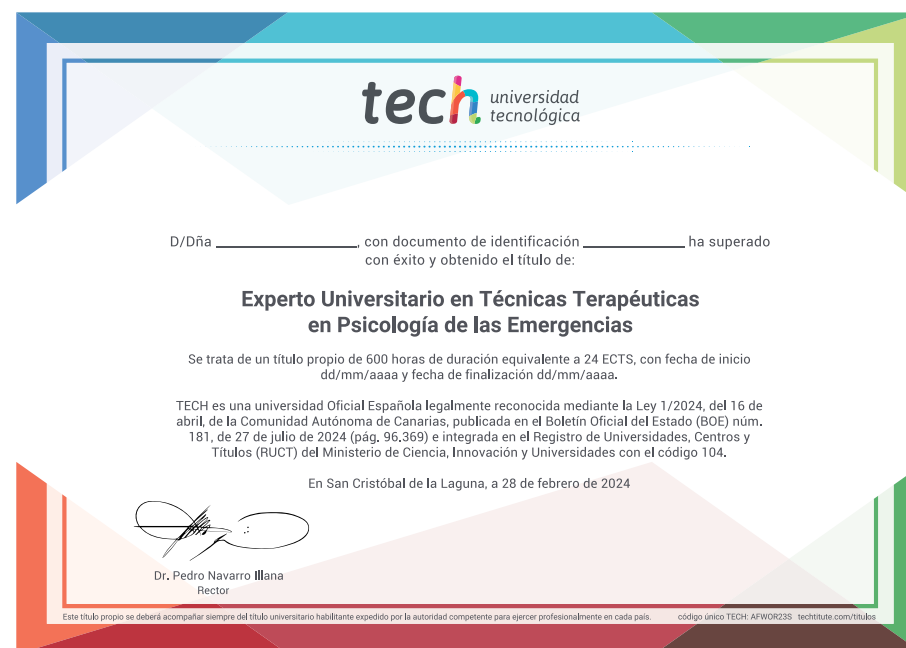 tech universidad
tecnológica
D/Dña ______________, con documento de identificación __________ ha superado
con éxito y obtenido el título de:
Experto Universitario en Técnicas Terapéuticas
en Psicología de las Emergencias
Se trata de un título propio de 600 horas de duración equivalente a 24 ECTS, con fecha de inicio
dd/mm/aaaa y fecha de finalización dd/mm/aaaa.
TECH es una universidad Oficial Española legalmente reconocida mediante la Ley 1/2024, del 16 de
abril, de la Comunidad Autónoma de Canarias, publicada en el Boletín Oficial del Estado (BOE) núm.
181, de 27 de julio de 2024 (pág. 96.369) e integrada en el Registro de Universidades, Centros y
Títulos (RUCT) del Ministerio de Ciencia, Innovación y Universidades con el código 104.
En San Cristóbal de la Laguna, a 28 de febrero de 2024
Dr. Pedro Navarro Illana
Rector
Este título propio se deberá acompañar siempre del título universitario habilitante expedido por la autoridad competente para ejercer profesionalmente en cada país. código único TECH: AFWOR23S techtitute.com/titulos